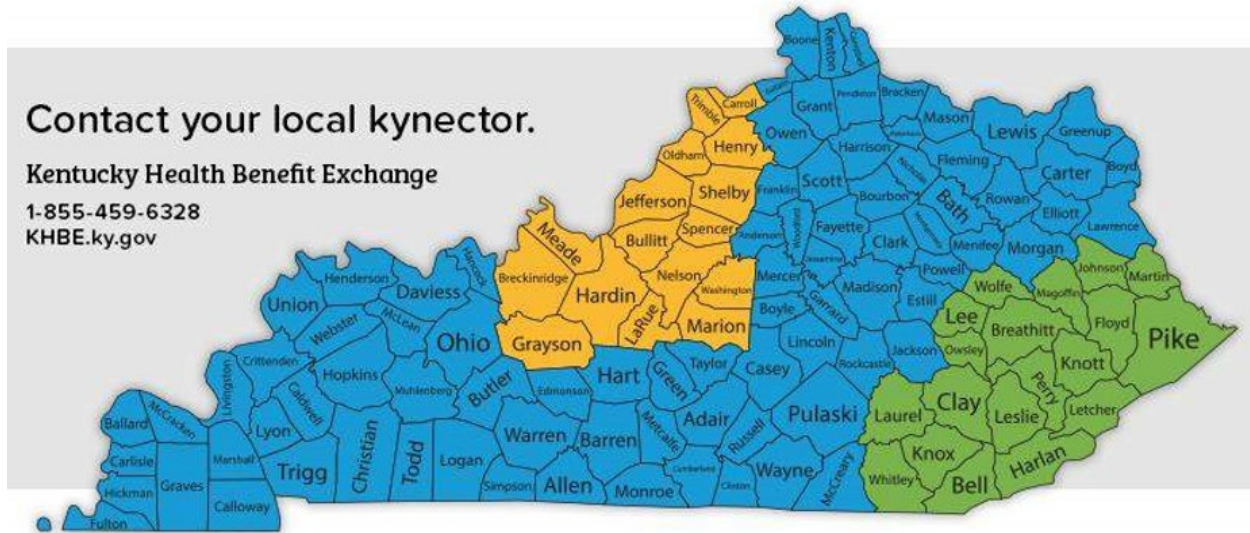 Contact your local kynector.
Kentucky Health Benefit Exchange
1-855-459-6328
KHBE.ky.gov
Boone
Kenton
Campbell
Gallatin
Grant
Pendleton
Bracken
Trimble
Carroll
Owen
Mason
Lewis
Greenup
Harrison
Oldham
Henry
Fleming
Carter
Boyd
Nicholas
Franklin
Scott
Bourbon
Bath
Rowan
Elliott
Lawrence
Jefferson
Shelby
Spencer
Anderson
Woodford
Fayette
Clark
Montgomery
Menifee
Morgan
Meade
Bullitt
Jessamine
Powell
Johnson
Martin
Breckinridge
Hardin
Nelson
Washington
Mercer
Madison
Estill
Wolfe
Magoffin
Hancock
Henderson
Daviess
Union
Webster
McLean
Ohio
Grayson
LaRue
Marion
Boyle
Garrard
Lee
Breathitt
Floyd
Pike
Lincoln
Rockcastle
Jackson
Owsley
Knott
Crittenden
Livingston
Hopkins
Muhlenberg
Butler
Edmonson
Hart
Green
Taylor
Casey
Pulaski
Laurel
Clay
Leslie
Perry
Letcher
Ballard
McCracken
Caldwell
Lyon
Christian
Todd
Logan
Warren
Barren
Metcalfe
Adair
Russell
Knox
Harlan
Carlisle
Graves
Marshall
Trigg
Simpson
Allen
Monroe
Cumberland
Clinton
Wayne
McCreary
Whitley
Bell
Hickman
Calloway
Fulton